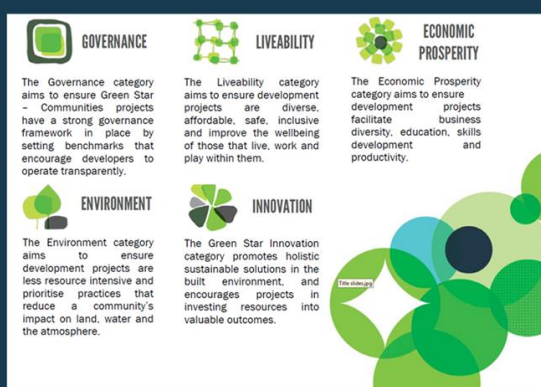 GOVERNANCE
The Governance category
aims to ensure Green Star
– Communities projects
have a strong governance
framework in place by
setting benchmarks that
encourage developers to
operate transparently.
LIVEABILITY
The Liveability category
aims to ensure development
projects are diverse,
affordable, safe, inclusive
and improve the wellbeing
of those that live, work and
play within them.
ECONOMIC
PROSPERITY
The Economic Prosperity
category aims to ensure
development projects
facilitate business
diversity, education, skills
development and
productivity.
ENVIRONMENT
The Environment category
aims to ensure
development projects are
less resource intensive and
prioritise practices that
reduce a community's
impact on land, water and
the atmosphere.
INNOVATION
The Green Star Innovation
category promotes holistic
sustainable solutions in the
built environment, and
encourages projects in
investing resources into
valuable outcomes.
Title slides.jpg